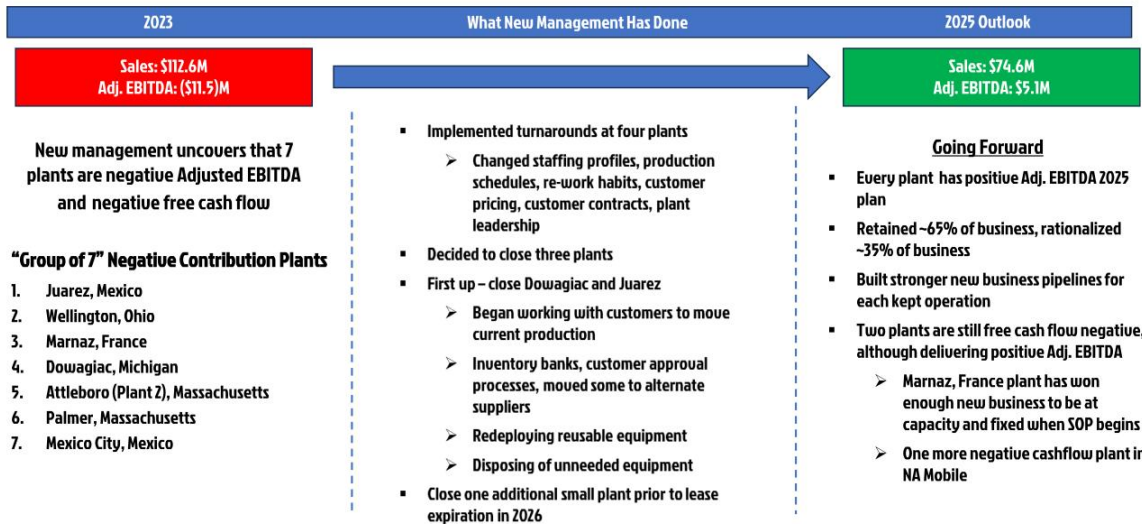 2023
What New Management Has Done
2025 Outlook
Sales: $112.6M
Adj. EBITDA: ($11.5)M
Sales: $74.6M
Adj. EBITDA: $5.1M
New management uncovers that 7
plants are negative Adjusted EBITDA
and negative free cash flow
"Group of 7" Negative Contribution Plants
1. Juarez, Mexico
2. Wellington, Ohio
3. Marnaz, France
4. Dowagiac, Michigan
5. Attleboro (Plant 2), Massachusetts
6. Palmer, Massachusetts
7. Mexico City, Mexico
▪ Implemented turnarounds at four plants
➢ Changed staffing profiles, production
schedules, re-work habits, customer
pricing, customer contracts, plant
leadership
▪ Decided to close three plants
▪ First up – close Dowagiac and Juarez
➢ Began working with customers to move
current production
➢ Inventory banks, customer approval
processes, moved some to alternate
suppliers
➢ Redeploying reusable equipment
➢ Disposing of unneeded equipment
▪ Close one additional small plant prior to lease
expiration in 2026
Going Forward
▪ Every plant has positive Adj. EBITDA 2025
plan
▪ Retained ~65% of business, rationalized
~35% of business
▪ Built stronger new business pipelines for
each kept operation
▪ Two plants are still free cash flow negative,
although delivering positive Adj. EBITDA
➢ Marnaz, France plant has won
enough new business to be at
capacity and fixed when SOP begins
➢ One more negative cashflow plant in
NA Mobile